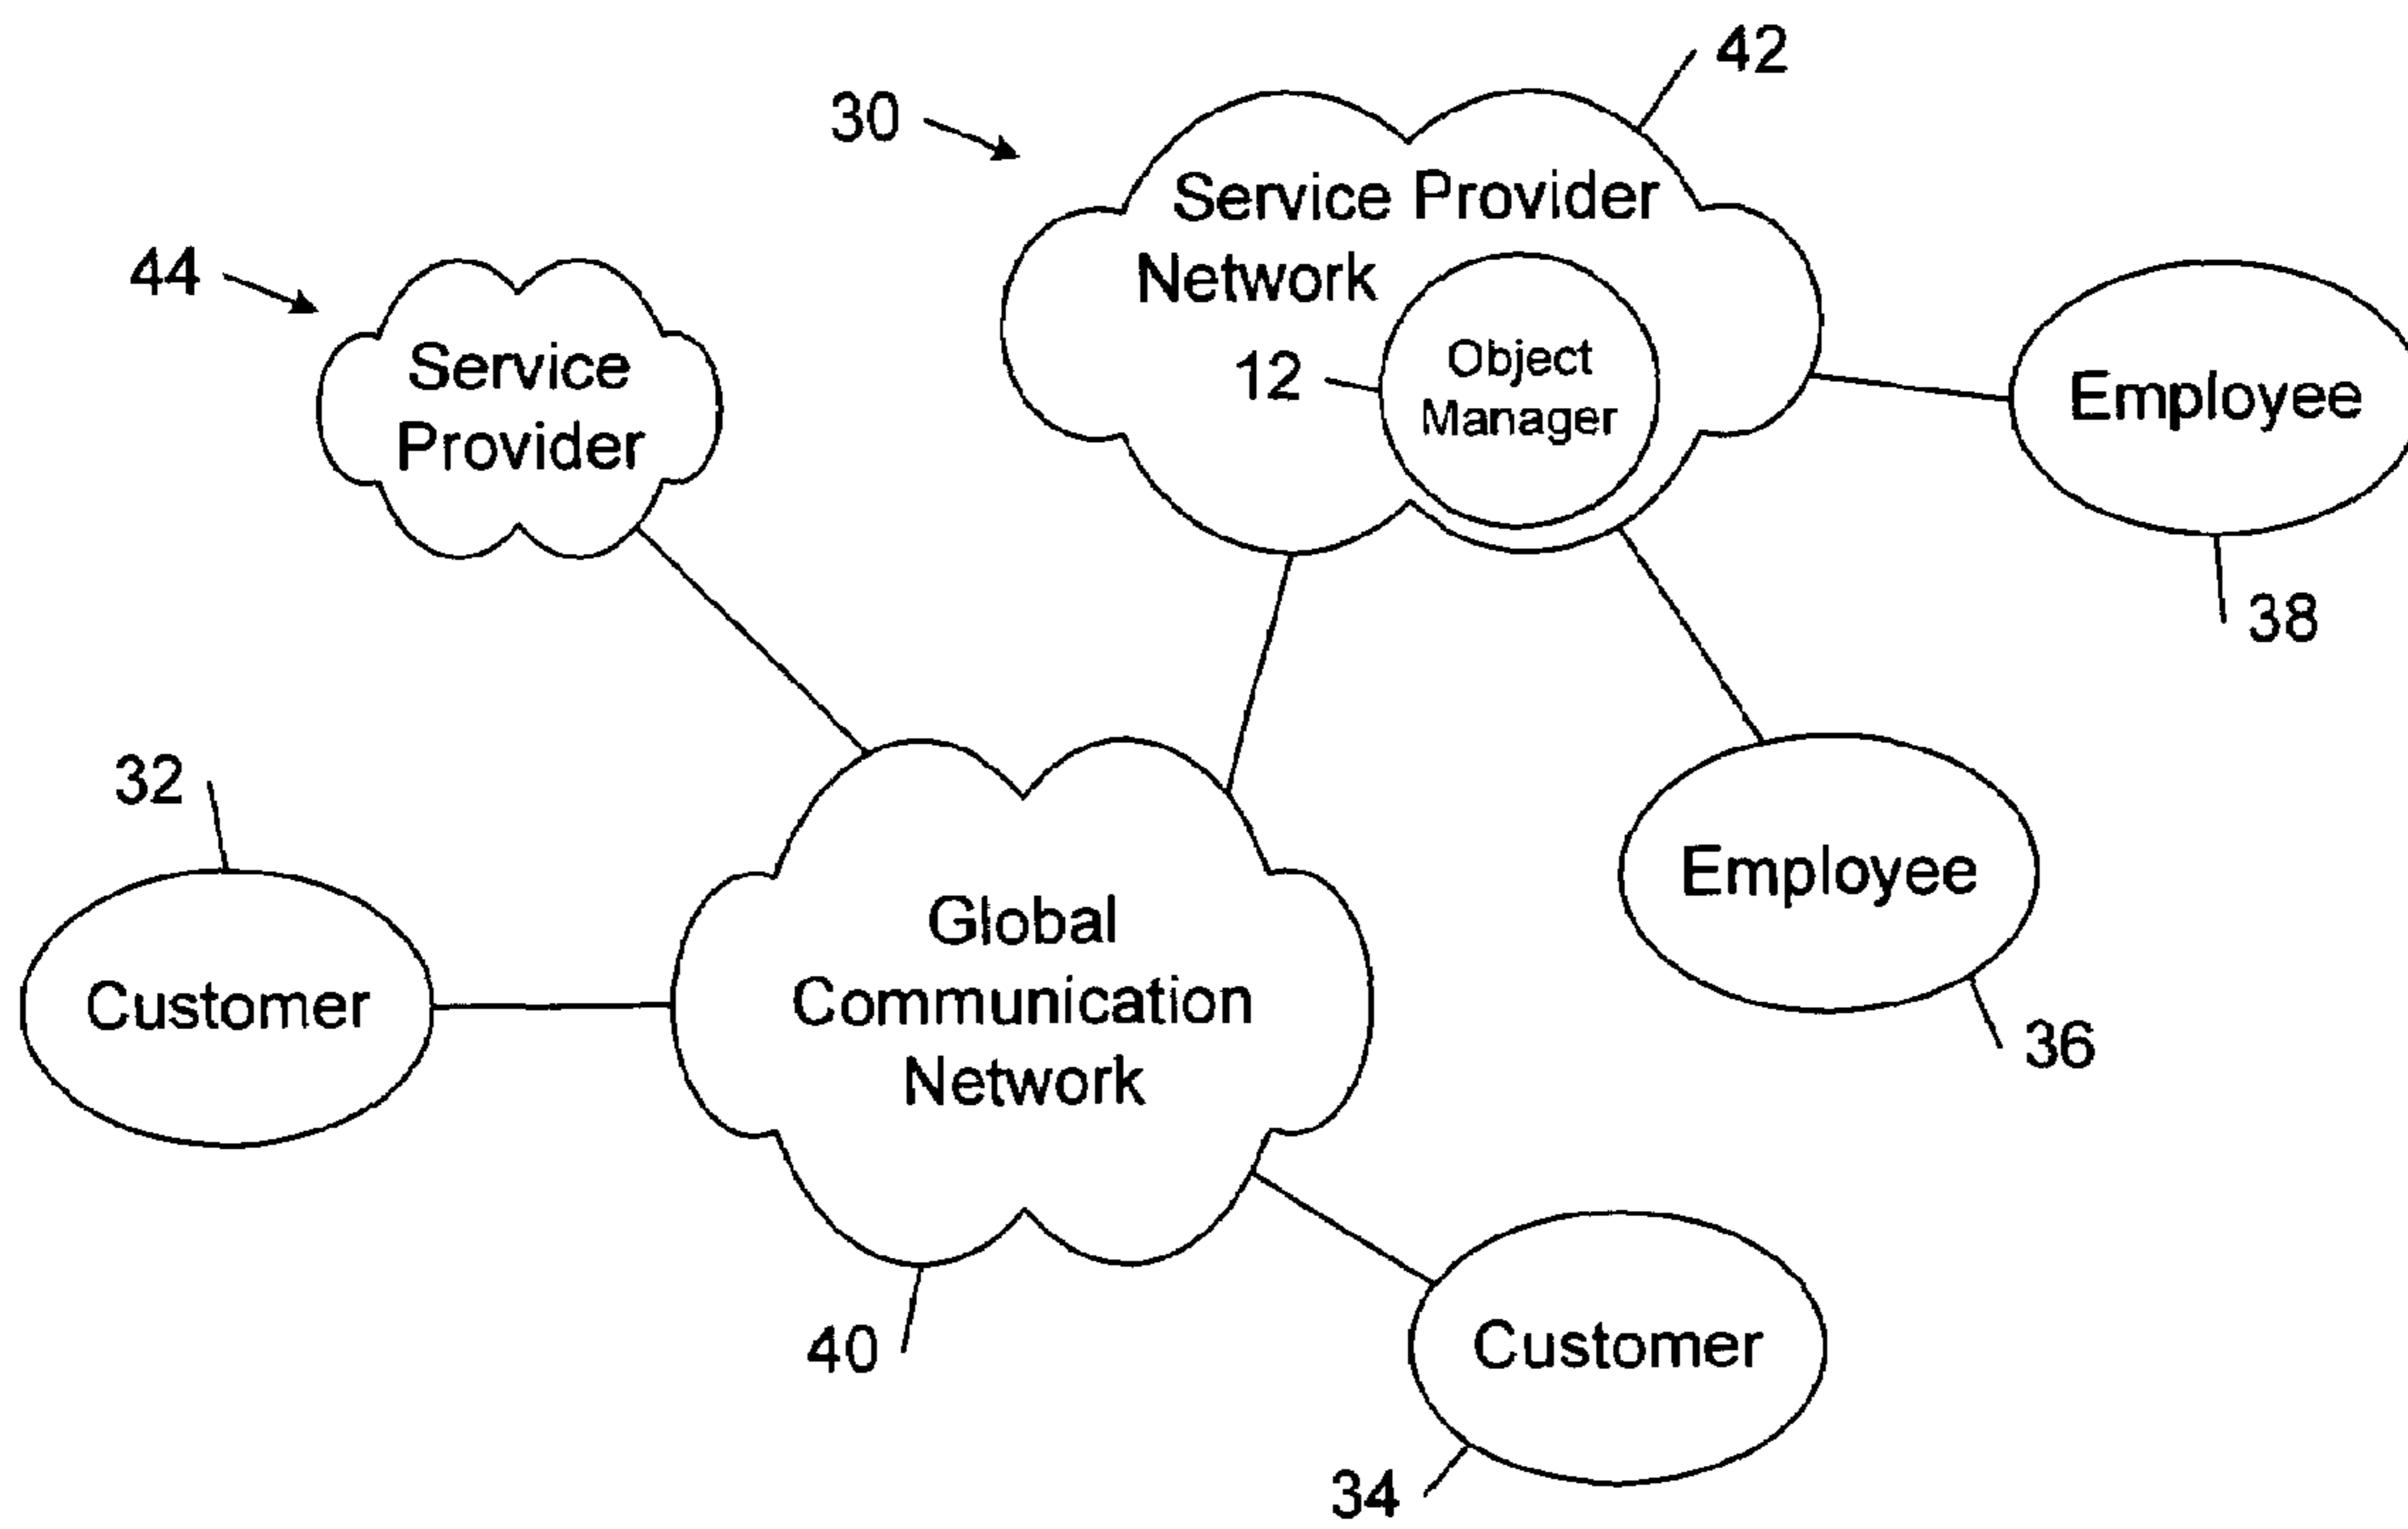 42
30
Service Provider
Network
44
Service
Provider
12
Object
Manager
Employee
38
32
Global
Communication
Network
Employee
36
Customer
40
Customer
34